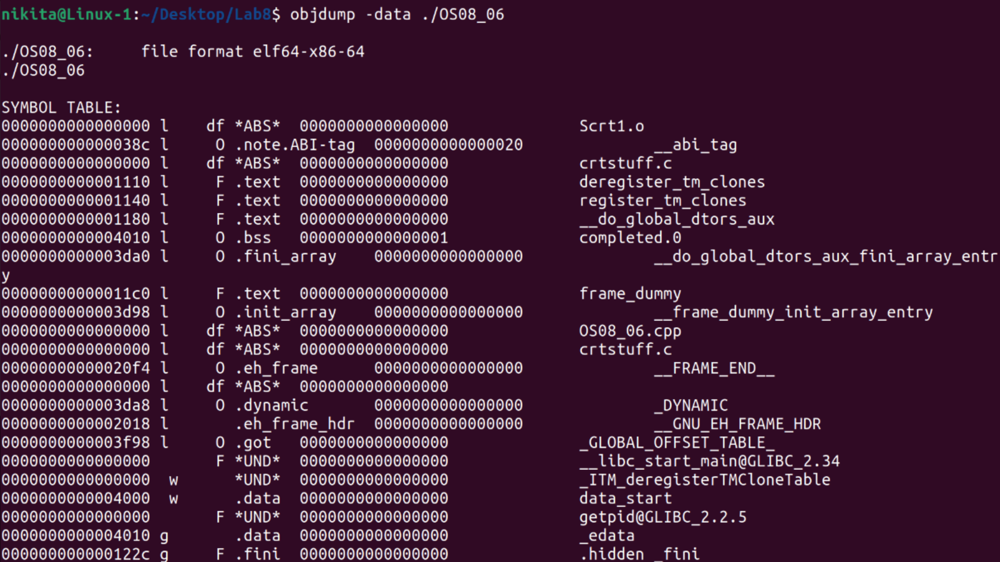 nikita@Linux-1:~/Desktop/Lab8$ objdump -data ./OS08_06
./OS08_06:     file format elf64-x86-64
./OS08_06
SYMBOL TABLE:
0000000000000000 l    df *ABS*  0000000000000000              Scrt1.o
000000000000038c l     O .note.ABI-tag  0000000000000020              __abi_tag
0000000000000000 l    df *ABS*  0000000000000000              crtstuff.c
0000000000001110 l     F .text  0000000000000000              deregister_tm_clones
0000000000001140 l     F .text  0000000000000000              register_tm_clones
0000000000001180 l     F .text  0000000000000000              __do_global_dtors_aux
0000000000004010 l     O .bss   0000000000000001              completed.0
0000000000003da0 l     O .fini_array    0000000000000000              __do_global_dtors_aux_fini_array_entr
y
00000000000011c0 l     F .text  0000000000000000              frame_dummy
0000000000003d98 l     O .init_array    0000000000000000              __frame_dummy_init_array_entry
0000000000000000 l    df *ABS*  0000000000000000              OS08_06.cpp
0000000000000000 l    df *ABS*  0000000000000000              crtstuff.c
00000000000020f4 l     O .eh_frame      0000000000000000              __FRAME_END__
0000000000000000 l    df *ABS*  0000000000000000
0000000000003da8 l     O .dynamic       0000000000000000              _DYNAMIC
0000000000002018 l       .eh_frame_hdr  0000000000000000              __GNU_EH_FRAME_HDR
0000000000003f98 l     O .got   0000000000000000              _GLOBAL_OFFSET_TABLE_
0000000000000000       F *UND*  0000000000000000              __libc_start_main@GLIBC_2.34
0000000000000000  w      *UND*  0000000000000000              _ITM_deregisterTMCloneTable
0000000000004000  w      .data  0000000000000000              data_start
0000000000000000       F *UND*  0000000000000000              getpid@GLIBC_2.2.5
0000000000004010 g       .data  0000000000000000              _edata
000000000000122c g     F .fini  0000000000000000              .hidden _fini